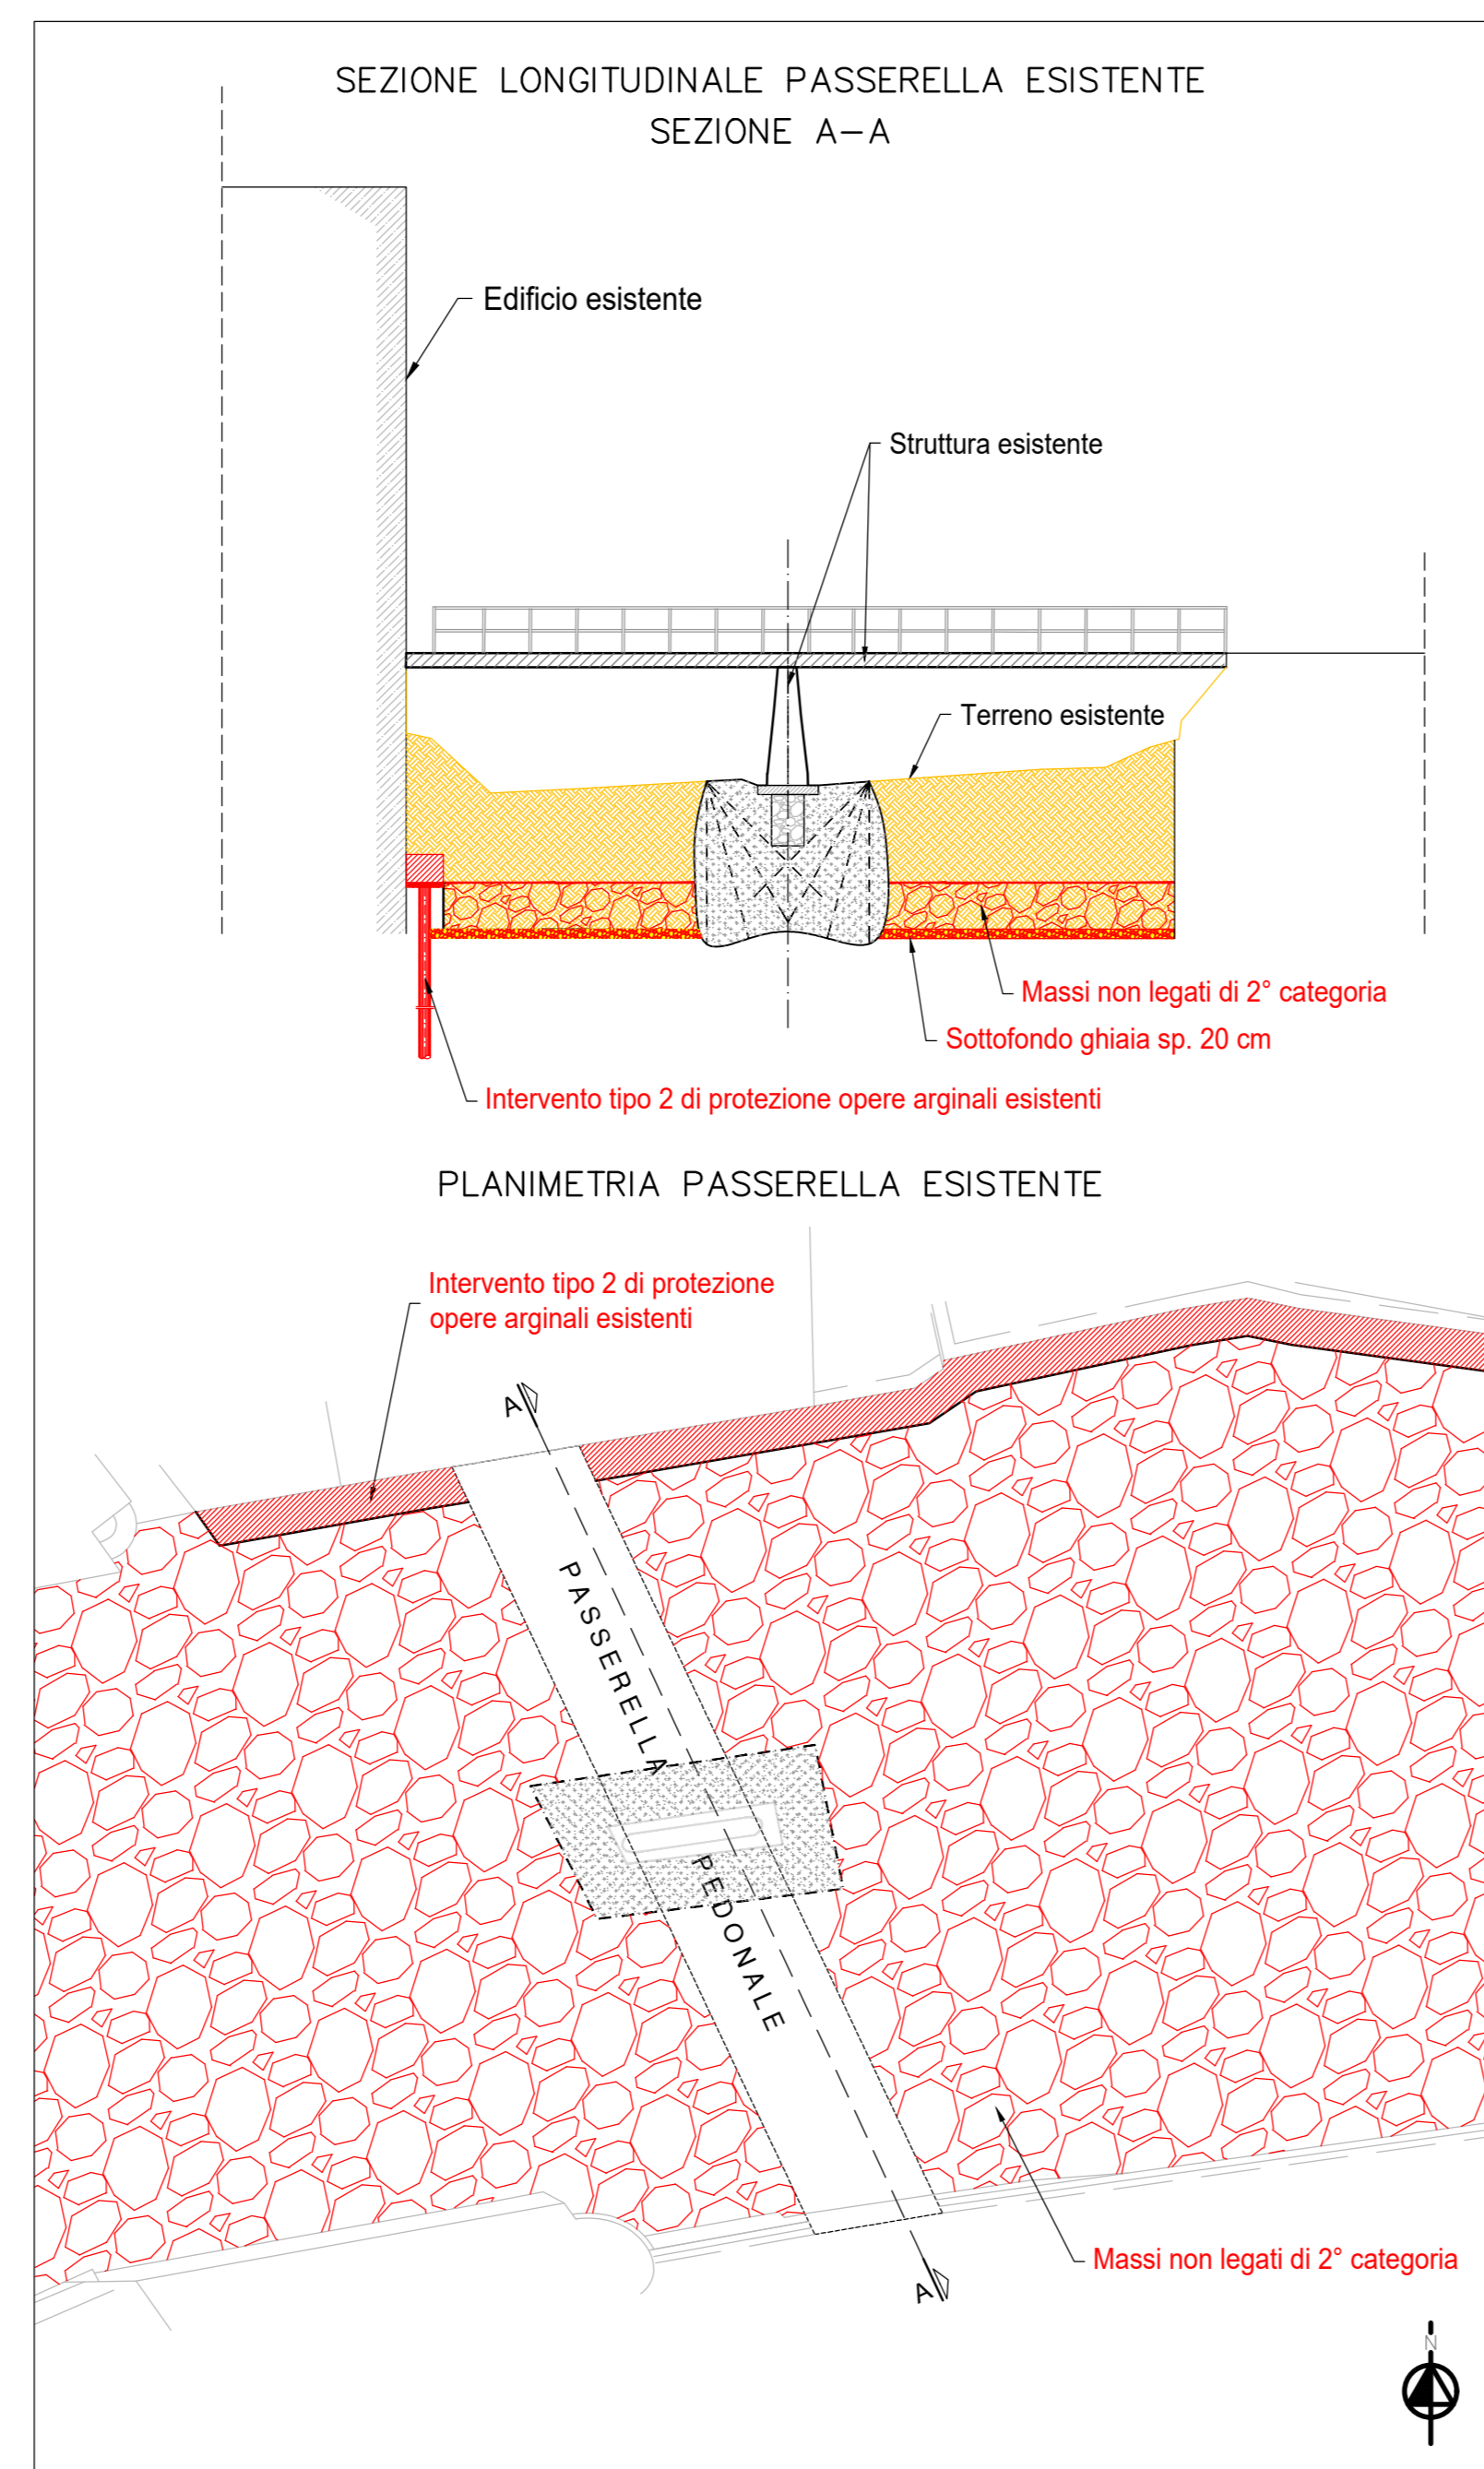 SEZIONE LONGITUDINALE PASSERELLA ESISTENTE
SEZIONE A-A
Edificio esistente
Struttura esistente
Terreno esistente
Massi non legati di 2° categoria
Sottofondo ghiaia sp. 20 cm
Intervento tipo 2 di protezione opere arginali esistenti
PLANIMETRIA PASSERELLA ESISTENTE
Intervento tipo 2 di protezione
opere arginali esistenti
A
PASSERELLA PEDONALE
Massi non legati di 2° categoria
A
N